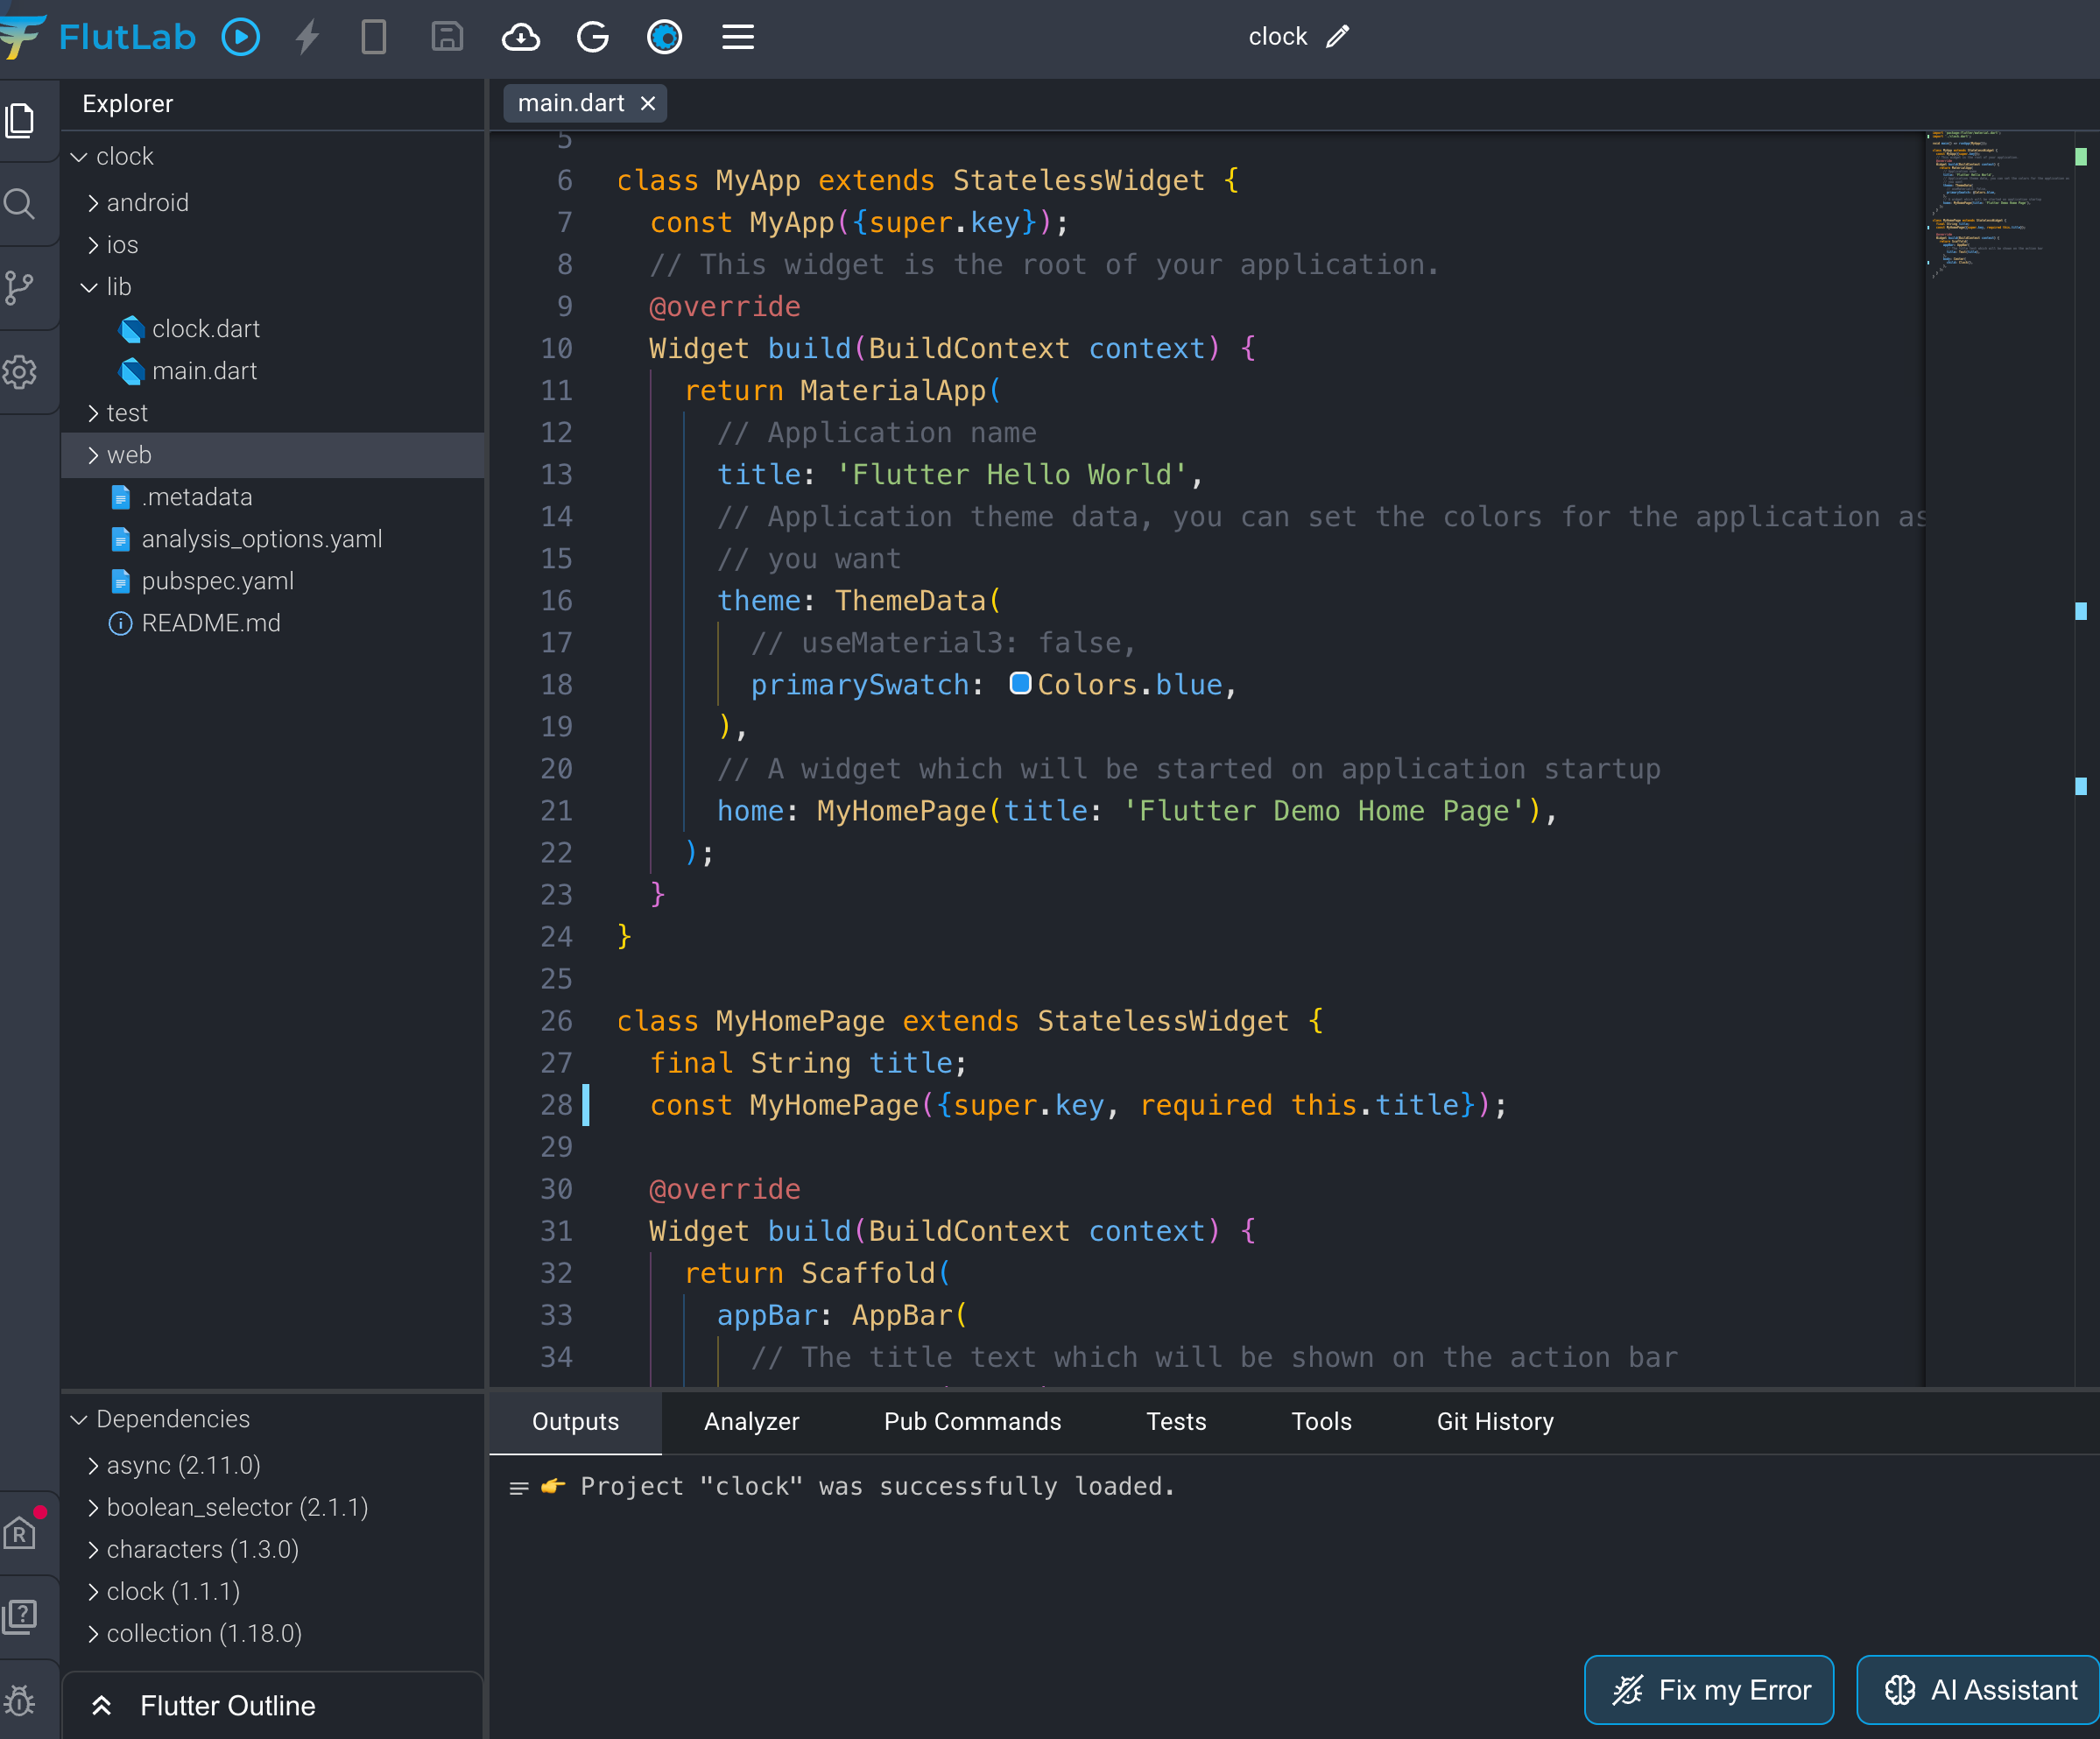 FlutLab
clock
Explorer
main.dart
clock
android
ios
lib
clock.dart
main.dart
test
web
.metadata
analysis_options.yaml
pubspec.yaml
README.md
5
6 class MyApp extends StatelessWidget {
7 const MyApp({super.key});
8 // This widget is the root of your application.
9 @override
10 Widget build(BuildContext context) {
11 return MaterialApp(
12 // Application name
13 title: 'Flutter Hello World',
14 // Application theme data, you can set the colors for the application as
15 // you want
16 theme: ThemeData(
17 // useMaterial3: false,
18 primarySwatch: Colors.blue,
19 ),
20 // A widget which will be started on application startup
21 home: MyHomePage(title: 'Flutter Demo Home Page'),
22 );
23 }
24 }
25
26 class MyHomePage extends StatelessWidget {
27 final String title;
28 const MyHomePage({super.key, required this.title});
29
30 @override
31 Widget build(BuildContext context) {
32 return Scaffold(
33 appBar: AppBar(
34 // The title text which will be shown on the action bar
Dependencies
async (2.11.0)
boolean_selector (2.1.1)
characters (1.3.0)
clock (1.1.1)
collection (1.18.0)
Flutter Outline
Outputs Analyzer Pub Commands Tests Tools Git History
Project "clock" was successfully loaded.
Fix my Error
AI Assistant